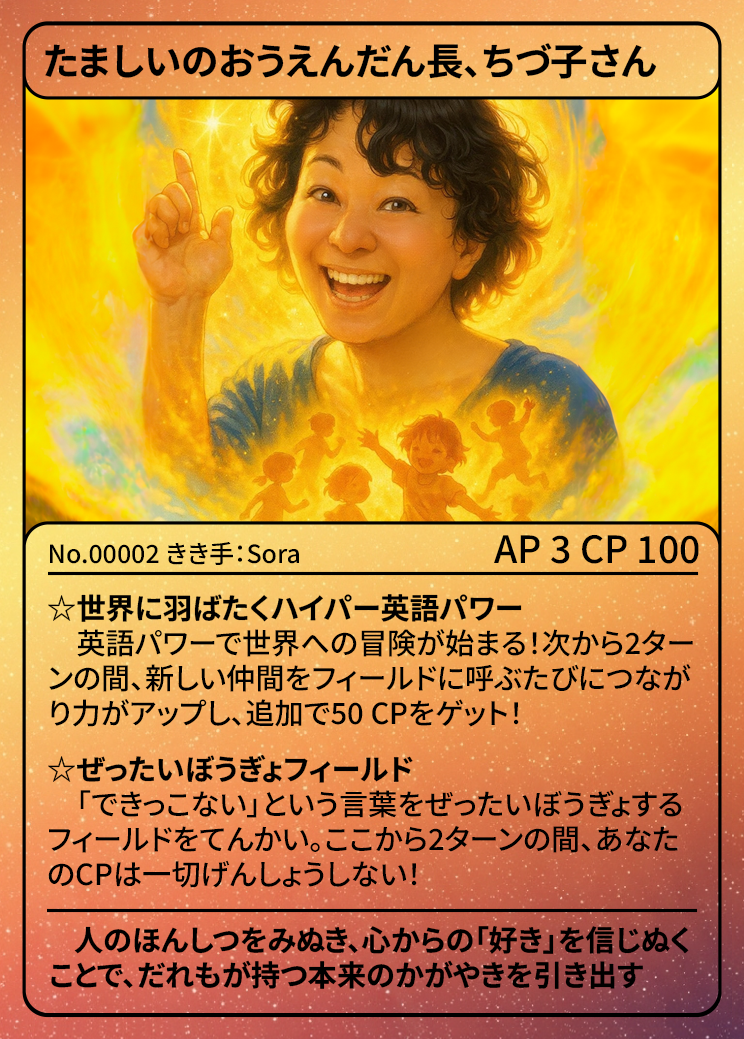 たましいのおうえんだん長、ちづ子さん
No.00002 きき手：Sora
AP 3 CP 100
☆世界に羽ばたくハイパー英語パワー
英語パワーで世界への冒険が始まる！次から2ター
ンの間、新しい仲間をフィールドに呼ぶたびにつなが
り力がアップし、追加で50 CPをゲット！
☆ぜったいぼうぎょフィールド
「できっこない」という言葉をぜったいぼうぎょする
フィールドをてんかい。ここから2ターンの間、あなた
のCPは一切げんしょうしない！
人のほんしつをみぬき、心からの「好き」を信じぬく
ことで、だれもが持つ本来のかがやきを引き出す